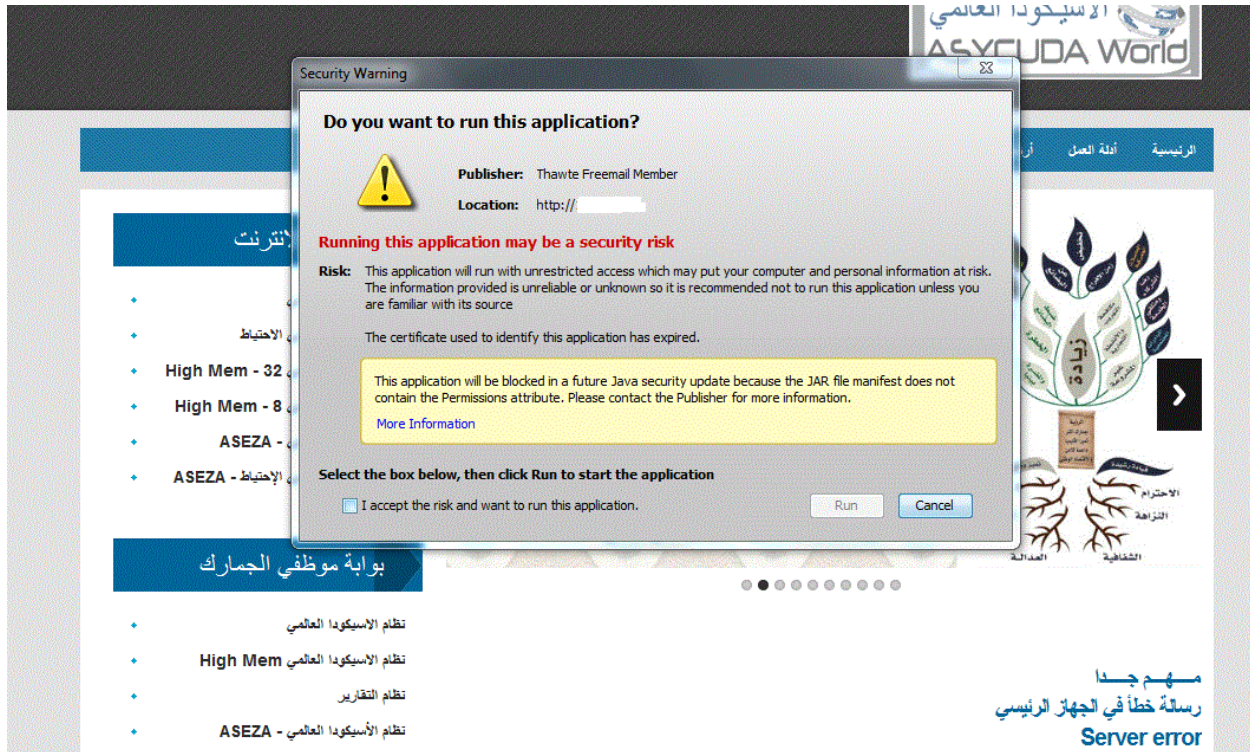 الاسيكودا العالمي
ASYCUDA World
الرئيسية
أدلة العمل
Security Warning
Do you want to run this application?
Publisher: Thawte Freemail Member
Location: http://
Running this application may be a security risk
Risk: This application will run with unrestricted access which may put your computer and personal information at risk.
The information provided is unreliable or unknown so it is recommended not to run this application unless you
are familiar with its source
The certificate used to identify this application has expired.
This application will be blocked in a future Java security update because the JAR file manifest does not
contain the Permissions attribute. Please contact the Publisher for more information.
More Information
Select the box below, then click Run to start the application
I accept the risk and want to run this application.
Run
Cancel
الاحتياط
High Mem - 32
High Mem - 8
ASEZA -
الإحتياط - ASEZA
زيادة
الاحترام
النزاهة
الشفافية
العدالة
بوابة موظفي الجمارك
نظام الاسيكودا العالمي
نظام الاسيكودا العالمي High Mem
نظام التقارير
نظام الأسيكودا العالمي - ASEZA
مـــهــم جـــدا
رسالة خطأ في الجهاز الرئيسي
Server error